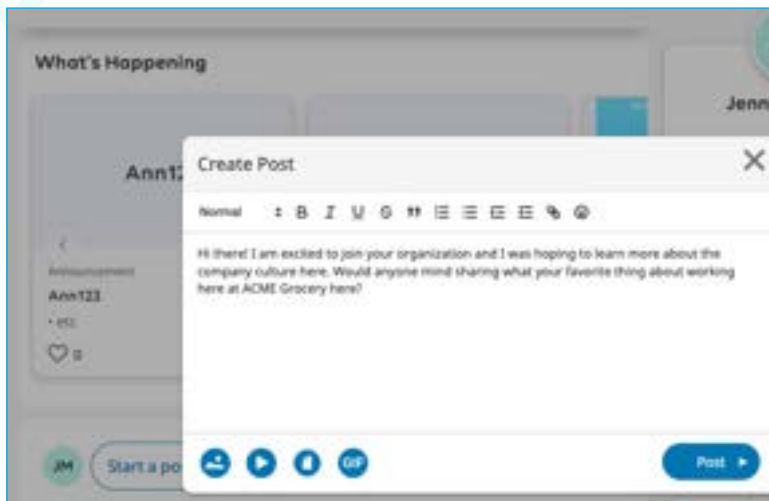 What's Happening
Jenn
Ann12
Create Post
Normal B I U S
Hi there! I am excited to join your organization and I was hoping to learn more about the
company culture here. Would anyone mind sharing what your favorite thing about working
here at ACME Grocery here?
Announcement
Ann123
• etc
0
JM
Start a po
GIF
Post